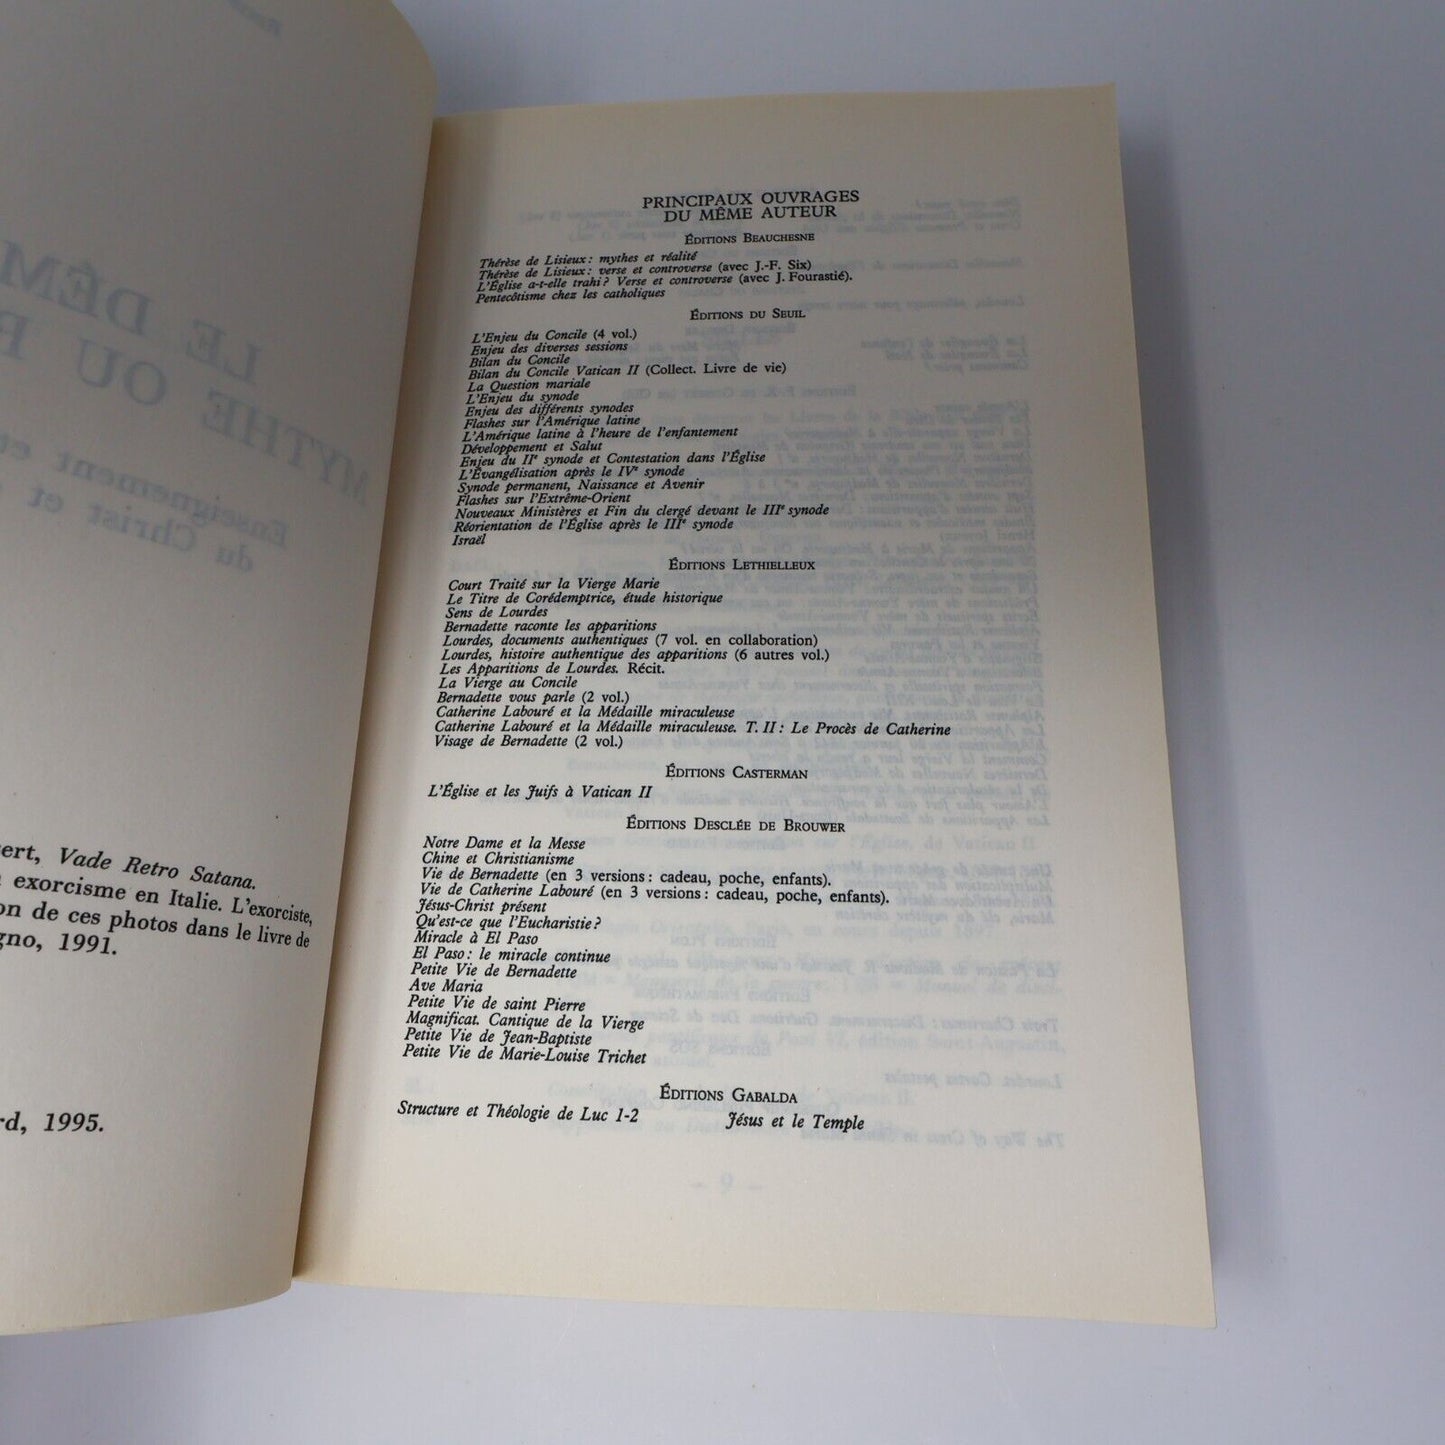 LE DÉM
MYTHE OU R
Enseignement et
du Christ et
ert, Vade Retro Satana.
exorcisme en Italie. L'exorciste,
on de ces photos dans le livre de
gno, 1991.
rd, 1995.
PRINCIPAUX OUVRAGES
DU MÊME AUTEUR
ÉDITIONS BEAUCHESNE
Thérèse de Lisieux : mythes et réalité
Thérèse de Lisieux : verse et controverse (avec J.-F. Six)
L'Église a-t-elle trahi ? Verse et controverse (avec J. Fourastié).
Pentecôtisme chez les catholiques
ÉDITIONS DU SEUIL
L'Enjeu du Concile (4 vol.)
Enjeu des diverses sessions
Bilan du Concile
Bilan du Concile Vatican II (Collect. Livre de vie)
La Question mariale
L'Enjeu du synode
Enjeu des différents synodes
Flashes sur l'Amérique latine
L'Amérique latine à l'heure de l'enfantement
Développement et Salut
Enjeu du IIe synode et Contestation dans l'Église
L'Évangélisation après le IVe synode
Synode permanent, Naissance et Avenir
Flashes sur l'Extrême-Orient
Nouveaux Ministères et Fin du clergé devant le IIIe synode
Réorientation de l'Église après le IIIe synode
Israël
ÉDITIONS LETHIELLEUX
Court Traité sur la Vierge Marie
Le Titre de Corédemptrice, étude historique
Sens de Lourdes
Bernadette raconte les apparitions
Lourdes, documents authentiques (7 vol. en collaboration)
Lourdes, histoire authentique des apparitions (6 autres vol.)
Les Apparitions de Lourdes. Récit.
La Vierge au Concile
Bernadette vous parle (2 vol.)
Catherine Labouré et la Médaille miraculeuse
Catherine Labouré et la Médaille miraculeuse. T. II : Le Procès de Catherine
Visage de Bernadette (2 vol.)
ÉDITIONS CASTERMAN
L'Église et les Juifs à Vatican II
ÉDITIONS DESCLÉE DE BROUWER
Notre Dame et la Messe
Chine et Christianisme
Vie de Bernadette (en 3 versions : cadeau, poche, enfants).
Vie de Catherine Labouré (en 3 versions : cadeau, poche, enfants).
Jésus-Christ présent
Qu'est-ce que l'Eucharistie ?
Miracle à El Paso
El Paso : le miracle continue
Petite Vie de Bernadette
Ave Maria
Petite Vie de saint Pierre
Magnificat. Cantique de la Vierge
Petite Vie de Jean-Baptiste
Petite Vie de Marie-Louise Trichet
ÉDITIONS GABALDA
Structure et Théologie de Luc 1-2 Jésus et le Temple